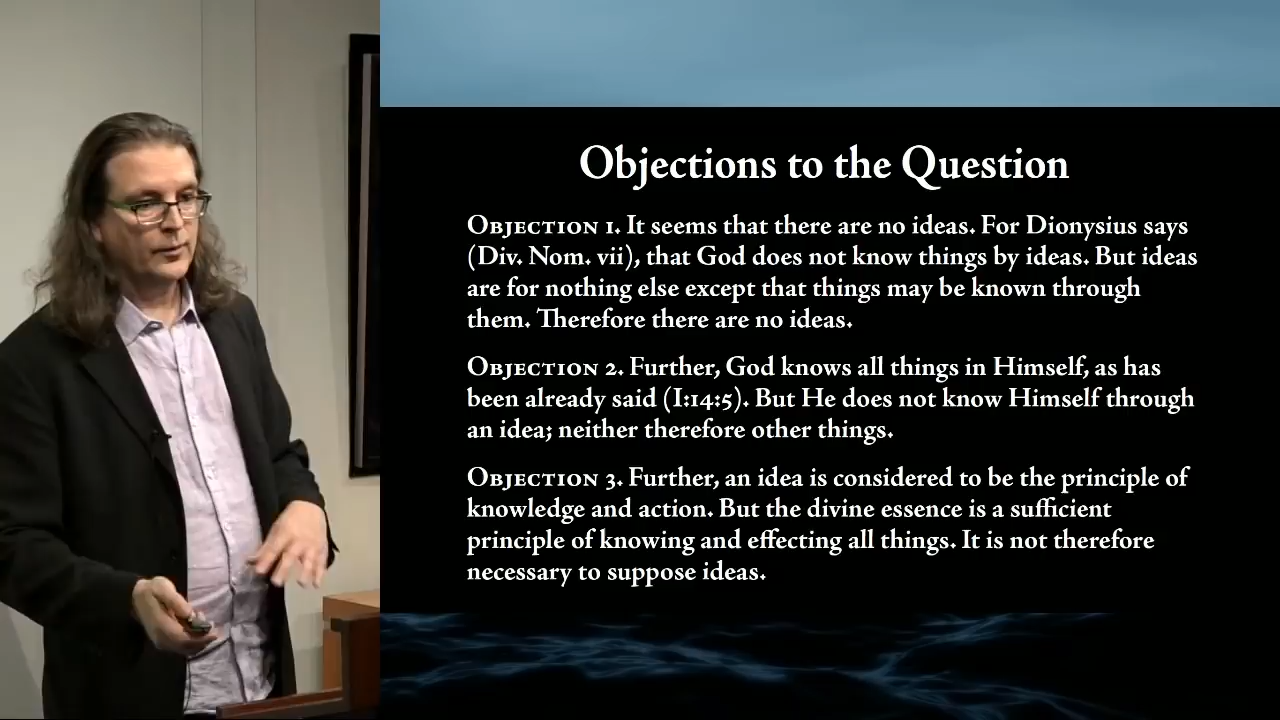 Objections to the Question
Objection 1. It seems that there are no ideas. For Dionysius says
(Div. Nom. vii), that God does not know things by ideas. But ideas
are for nothing else except that things may be known through
them. Therefore there are no ideas.
Objection 2. Further, God knows all things in Himself, as has
been already said (I:14:5). But He does not know Himself through
an idea; neither therefore other things.
Objection 3. Further, an idea is considered to be the principle of
knowledge and action. But the divine essence is a sufficient
principle of knowing and effecting all things. It is not therefore
necessary to suppose ideas.